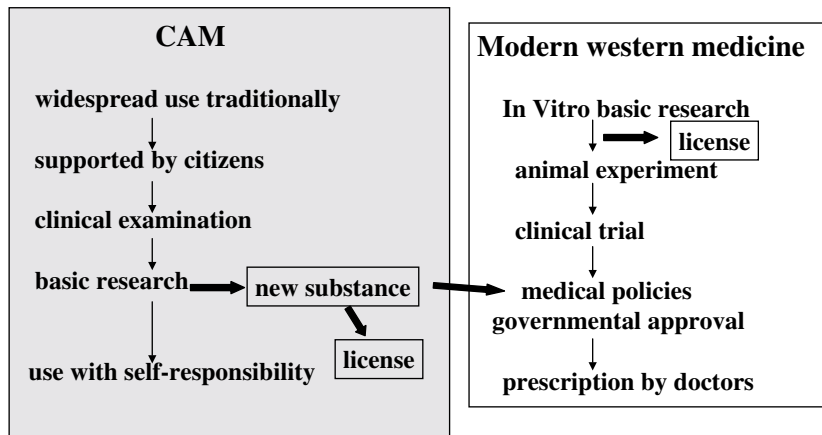 CAM
widespread use traditionally
supported by citizens
clinical examination
basic research
new substance
license
use with self-responsibility
Modern western medicine
In Vitro basic research
license
animal experiment
clinical trial
medical policies
governmental approval
prescription by doctors